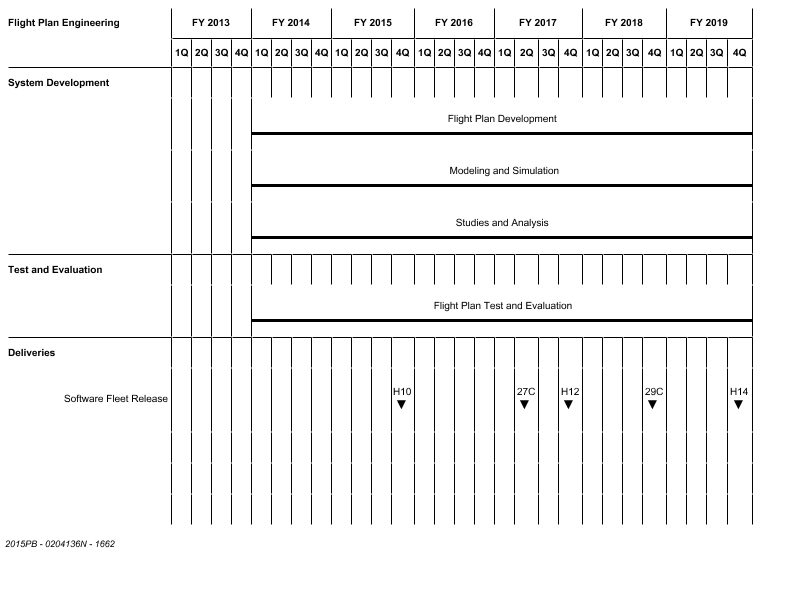 Flight Plan Engineering FY 2013 FY 2014 FY 2015 FY 2016 FY 2017 FY 2018 FY 2019
1Q 2Q 3Q 4Q 1Q 2Q 3Q 4Q 1Q 2Q 3Q 4Q 1Q 2Q 3Q 4Q 1Q 2Q 3Q 4Q 1Q 2Q 3Q 4Q 1Q 2Q 3Q 4Q
System Development
Flight Plan Development
Modeling and Simulation
Studies and Analysis
Test and Evaluation
Flight Plan Test and Evaluation
Deliveries
H10 27C H12 29C H14
Software Fleet Release
2015PB - 0204136N - 1662